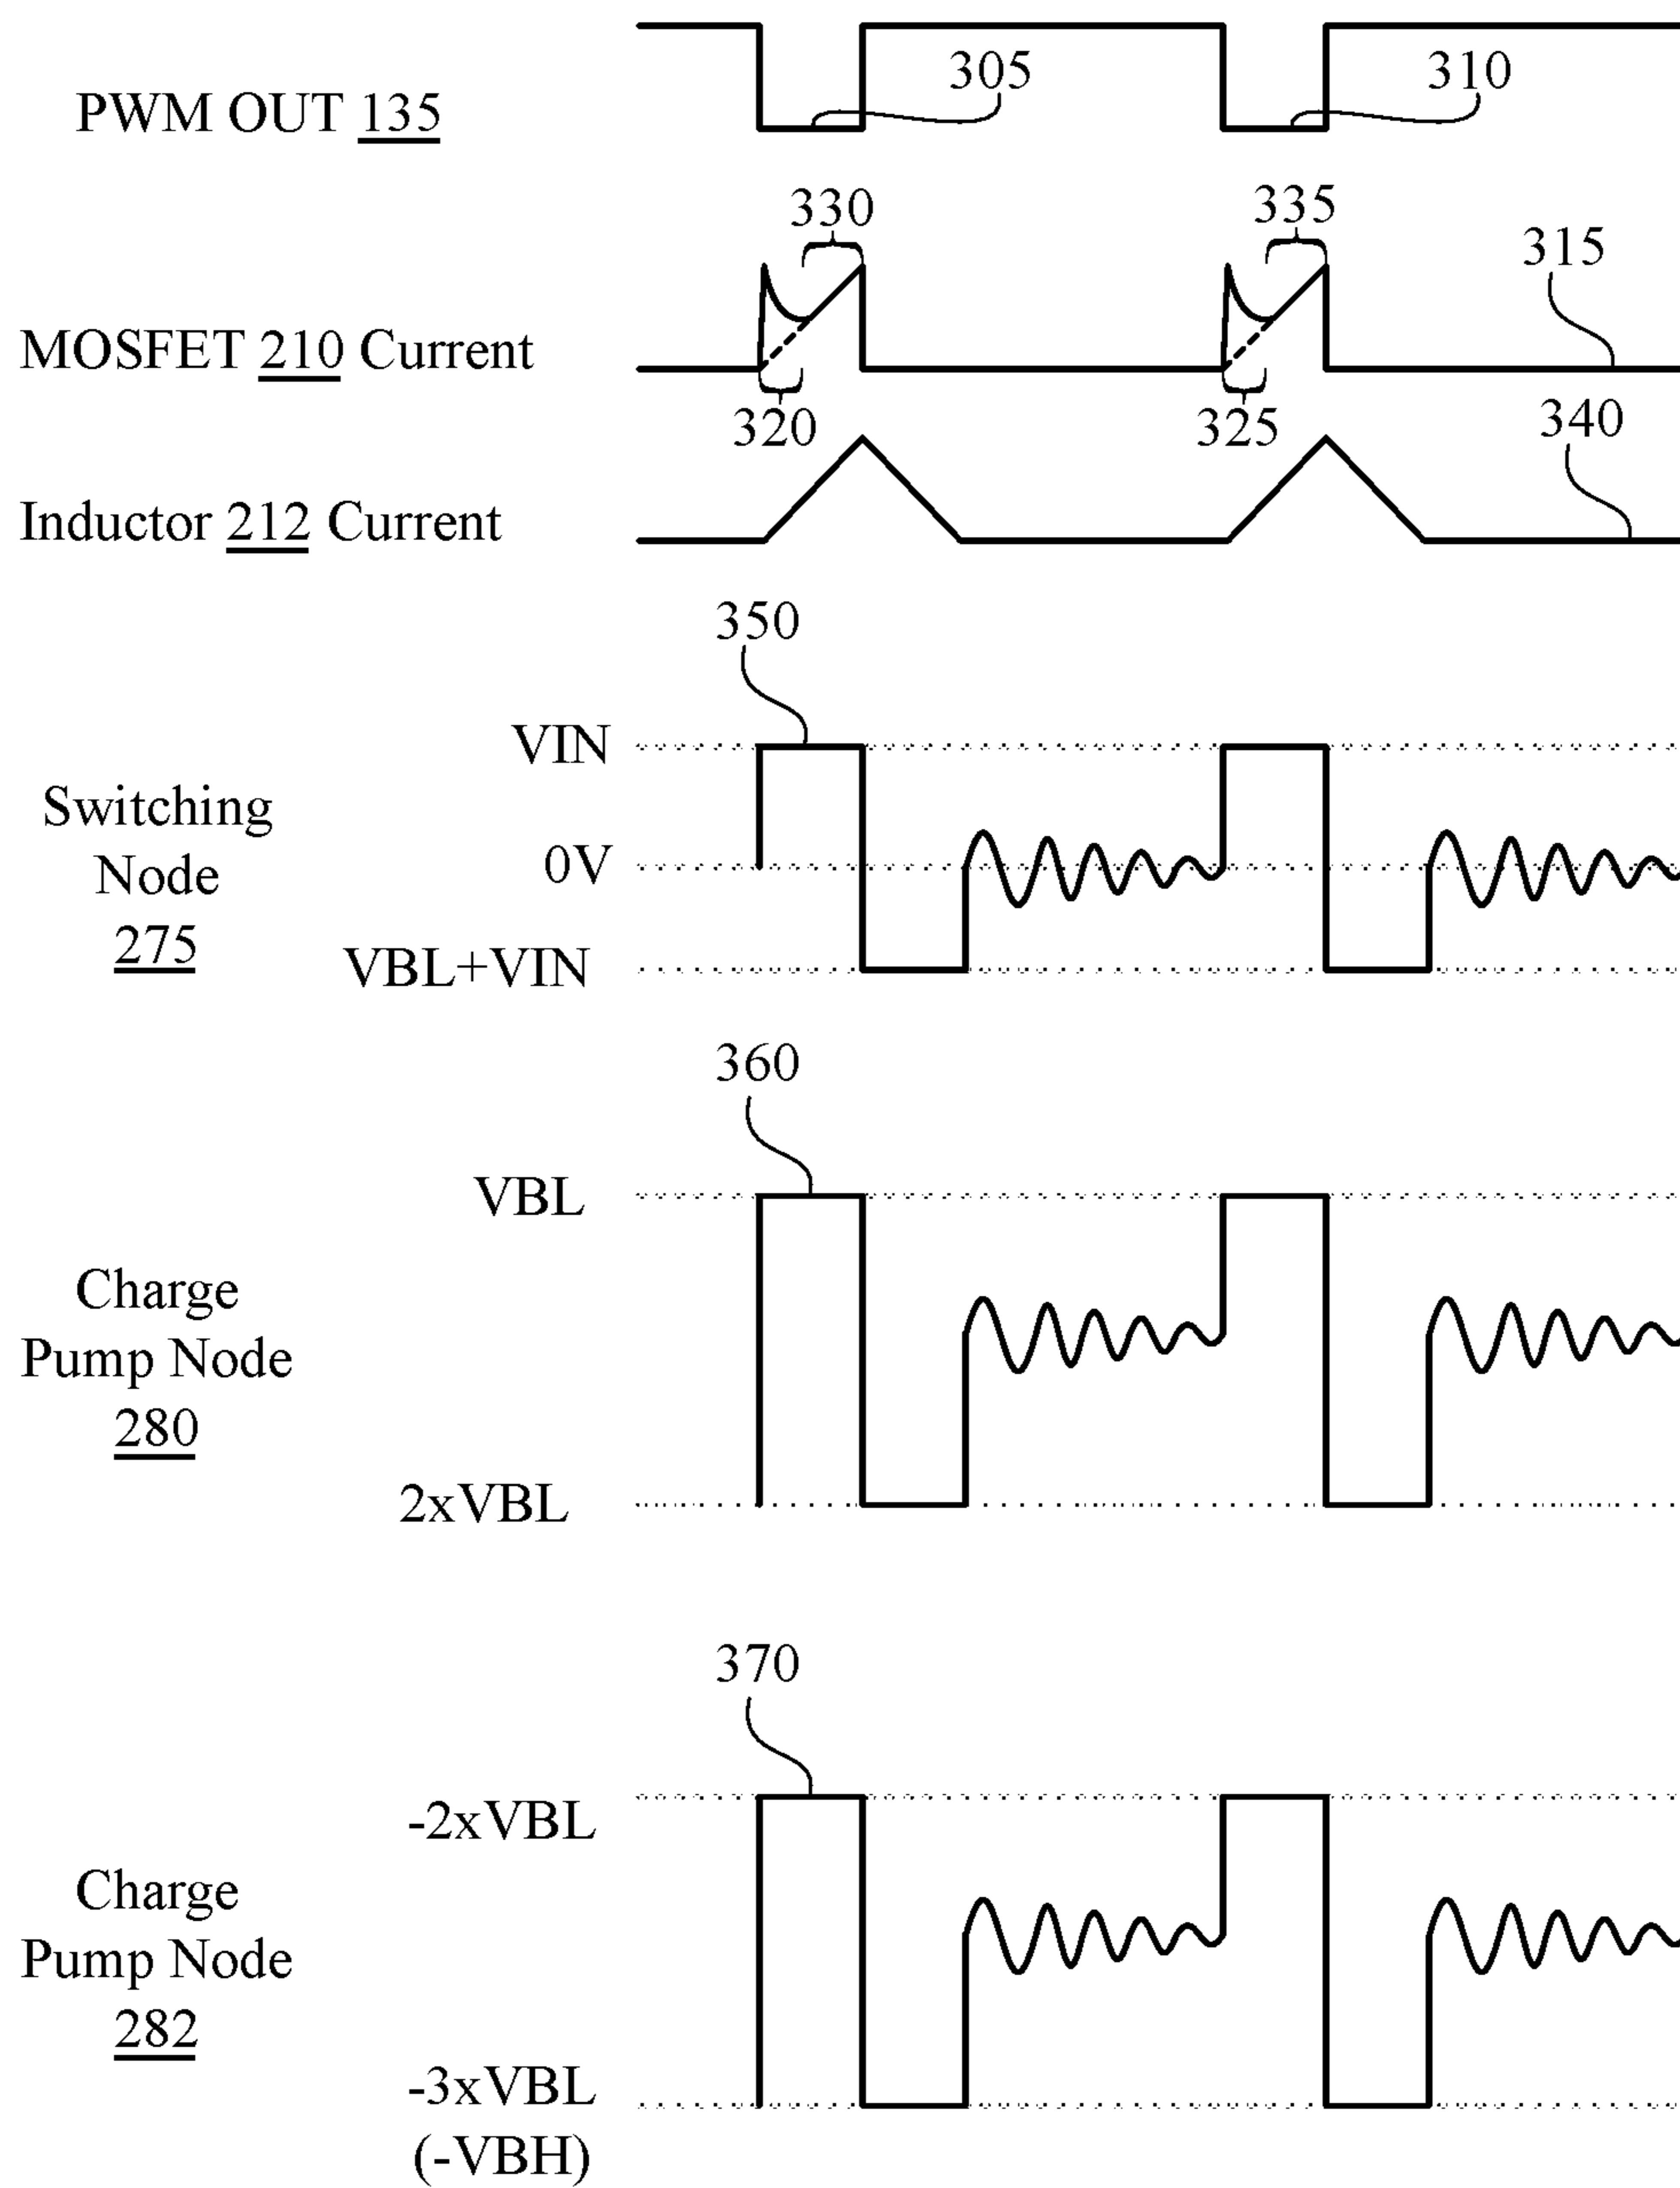 305
310
PWM OUT 135
330
335
315
MOSFET 210 Current
320
325
340
Inductor 212 Current
350
VIN
Switching
Node
275
0V
VBL+VIN
360
VBL
Charge
Pump Node
280
2xVBL
370
-2xVBL
Charge
Pump Node
282
-3xVBL
(-VBH)